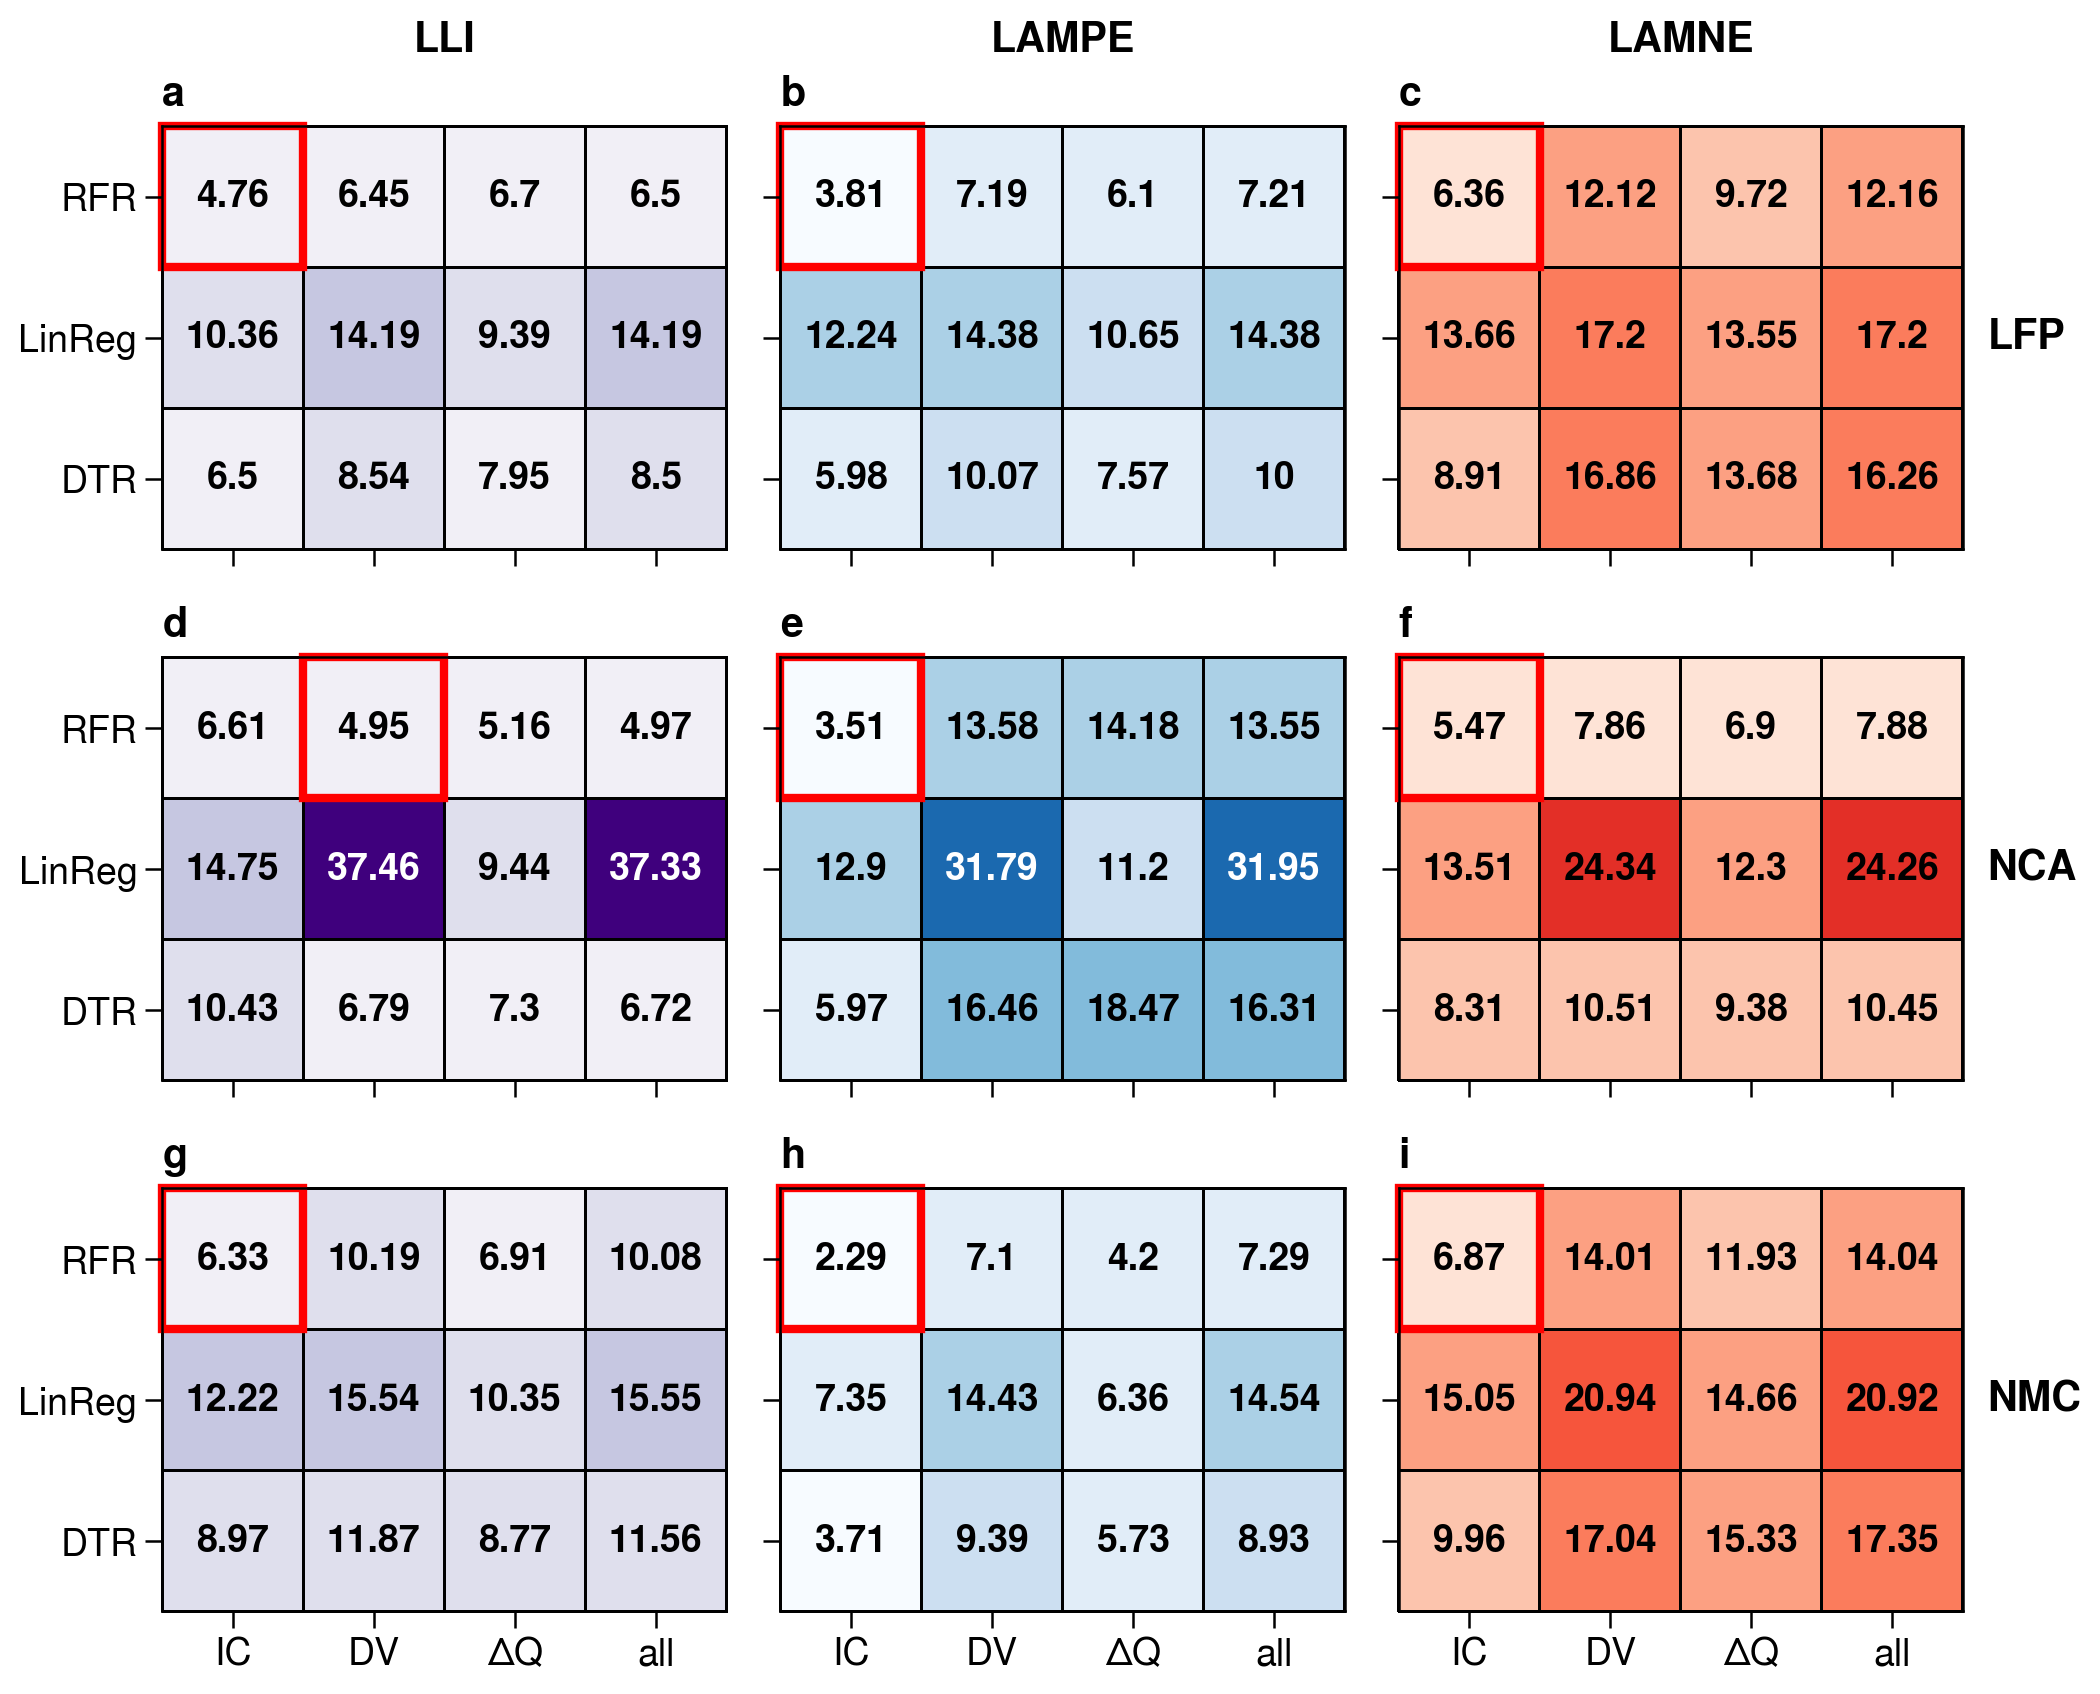 LLI LAMPE LAMNE
a b c
RFR 4.76 6.45 6.7 6.5 3.81 7.19 6.1 7.21 6.36 12.12 9.72 12.16
LinReg 10.36 14.19 9.39 14.19 12.24 14.38 10.65 14.38 13.66 17.2 13.55 17.2 LFP
DTR 6.5 8.54 7.95 8.5 5.98 10.07 7.57 10 8.91 16.86 13.68 16.26
d e f
RFR 6.61 4.95 5.16 4.97 3.51 13.58 14.18 13.55 5.47 7.86 6.9 7.88
LinReg 14.75 37.46 9.44 37.33 12.9 31.79 11.2 31.95 13.51 24.34 12.3 24.26 NCA
DTR 10.43 6.79 7.3 6.72 5.97 16.46 18.47 16.31 8.31 10.51 9.38 10.45
g h i
RFR 6.33 10.19 6.91 10.08 2.29 7.1 4.2 7.29 6.87 14.01 11.93 14.04
LinReg 12.22 15.54 10.35 15.55 7.35 14.43 6.36 14.54 15.05 20.94 14.66 20.92 NMC
DTR 8.97 11.87 8.77 11.56 3.71 9.39 5.73 8.93 9.96 17.04 15.33 17.35
IC DV ΔQ all IC DV ΔQ all IC DV ΔQ all